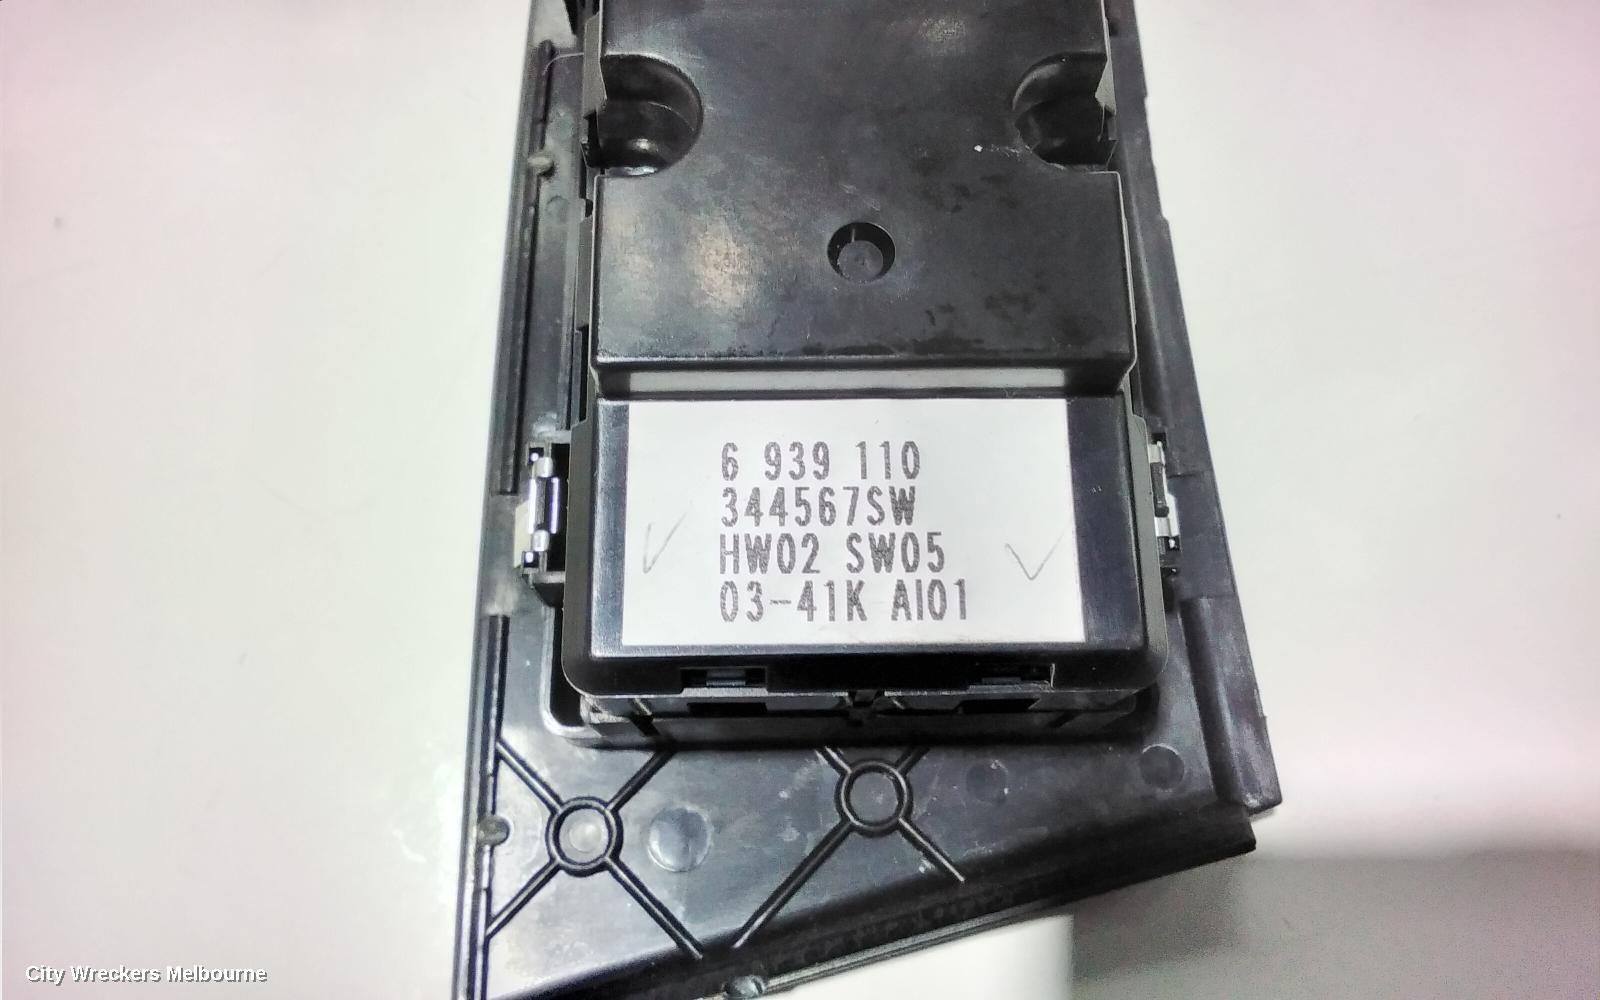 6 939 110
344567SW
HW02 SW05
03-41K AI01
City Wreckers Melbourne